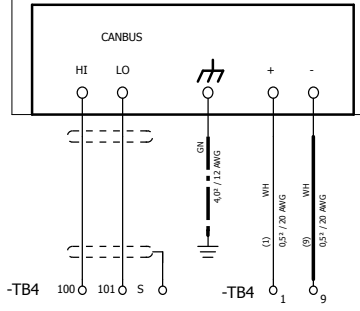 CANBUS
HI LO + -
GN
4,0² / 12 AWG
(1) WH
0,5² / 20 AWG
(9) WH
0,5² / 20 AWG
-TB4 100 101 S -TB4 1 9